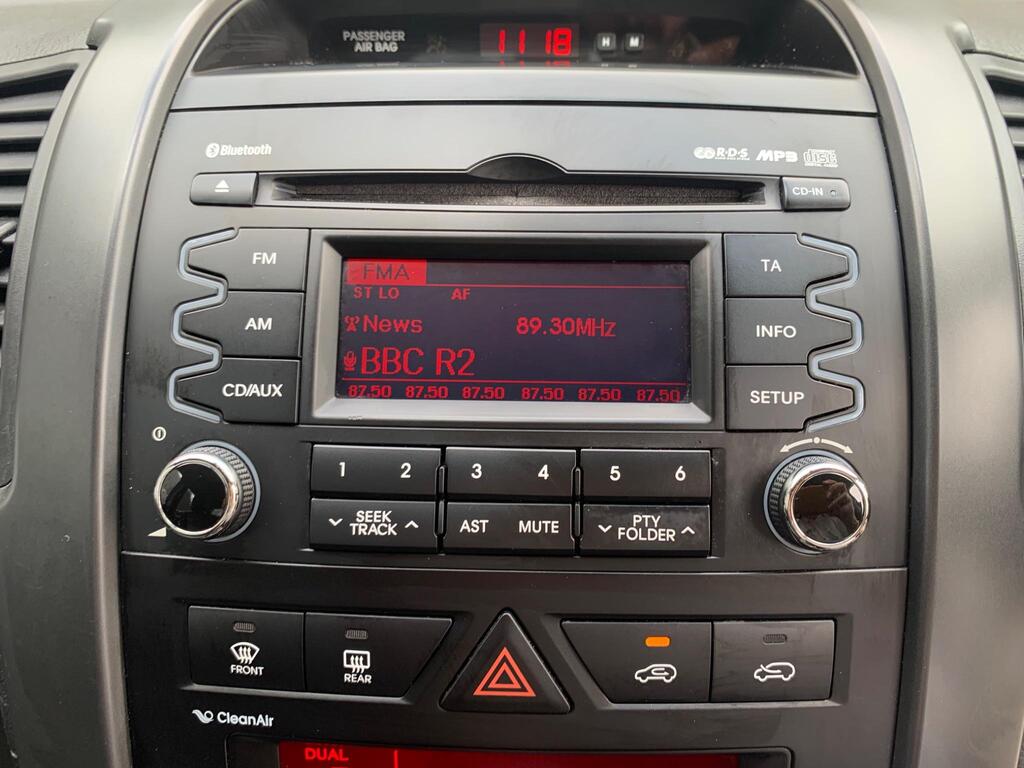 PASSENGER
AIR BAG
11 18
H M
Bluetooth
R·D·S MP3 disc
CD-IN
FM
AM
CD/AUX
FMA
ST LO AF
News 89.30MHz
BBC R2
87.50 87.50 87.50 87.50 87.50 87.50
TA
INFO
SETUP
1 2 3 4 5 6
SEEK
TRACK
AST MUTE
PTY
FOLDER
FRONT
REAR
CleanAir
DUAL